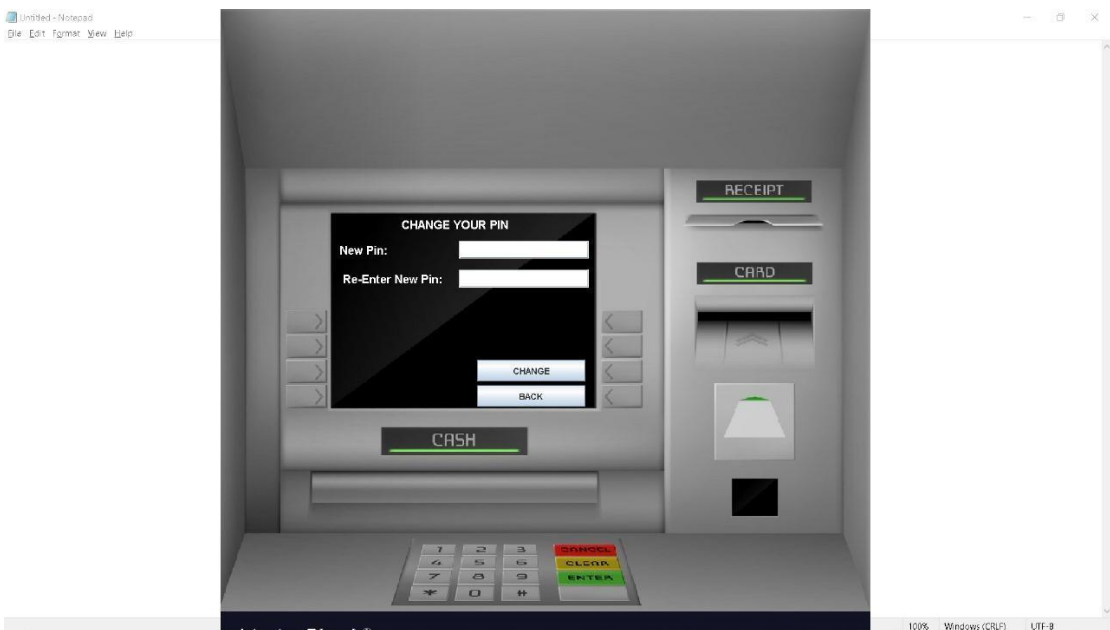 Untitled - Notepad
File Edit Format View Help
RECEIPT
CHANGE YOUR PIN
New Pin:
Re-Enter New Pin:
CARD
CHANGE
BACK
CASH
1 2 3 CANCEL
4 5 6 CLEAR
7 8 9 ENTER
* 0 #
100% Windows (CRLF) UTF-8